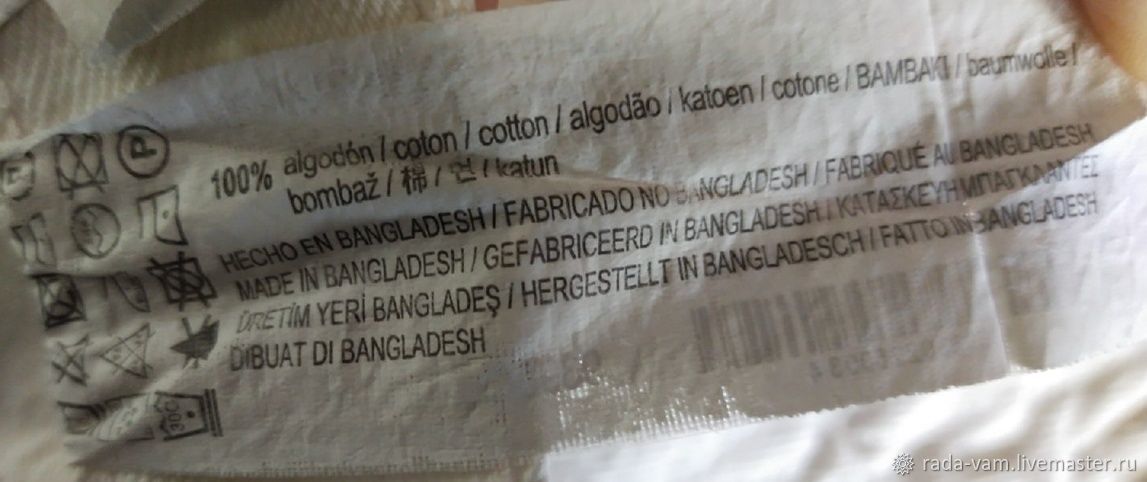 100% algodón / coton / cotton / algodão / katoen / cotone / BAMBAKI / baumwolle /
bombaž / 棉 / 면 / katun
HECHO EN BANGLADESH / FABRICADO NO BANGLADESH / FABRIQUÉ AU BANGLADESH
MADE IN BANGLADESH / GEFABRICEERD IN BANGLADESH / ΚΑΤΑΣΚΕΥΗ ΜΠΑΓΚΛΑΝΤΕΣ
ÜRETİM YERİ BANGLADEŞ / HERGESTELLT IN BANGLADESCH / FATTO IN BANGLADESH
DIBUAT DI BANGLADESH
P
30C
rada-vam.livemaster.ru